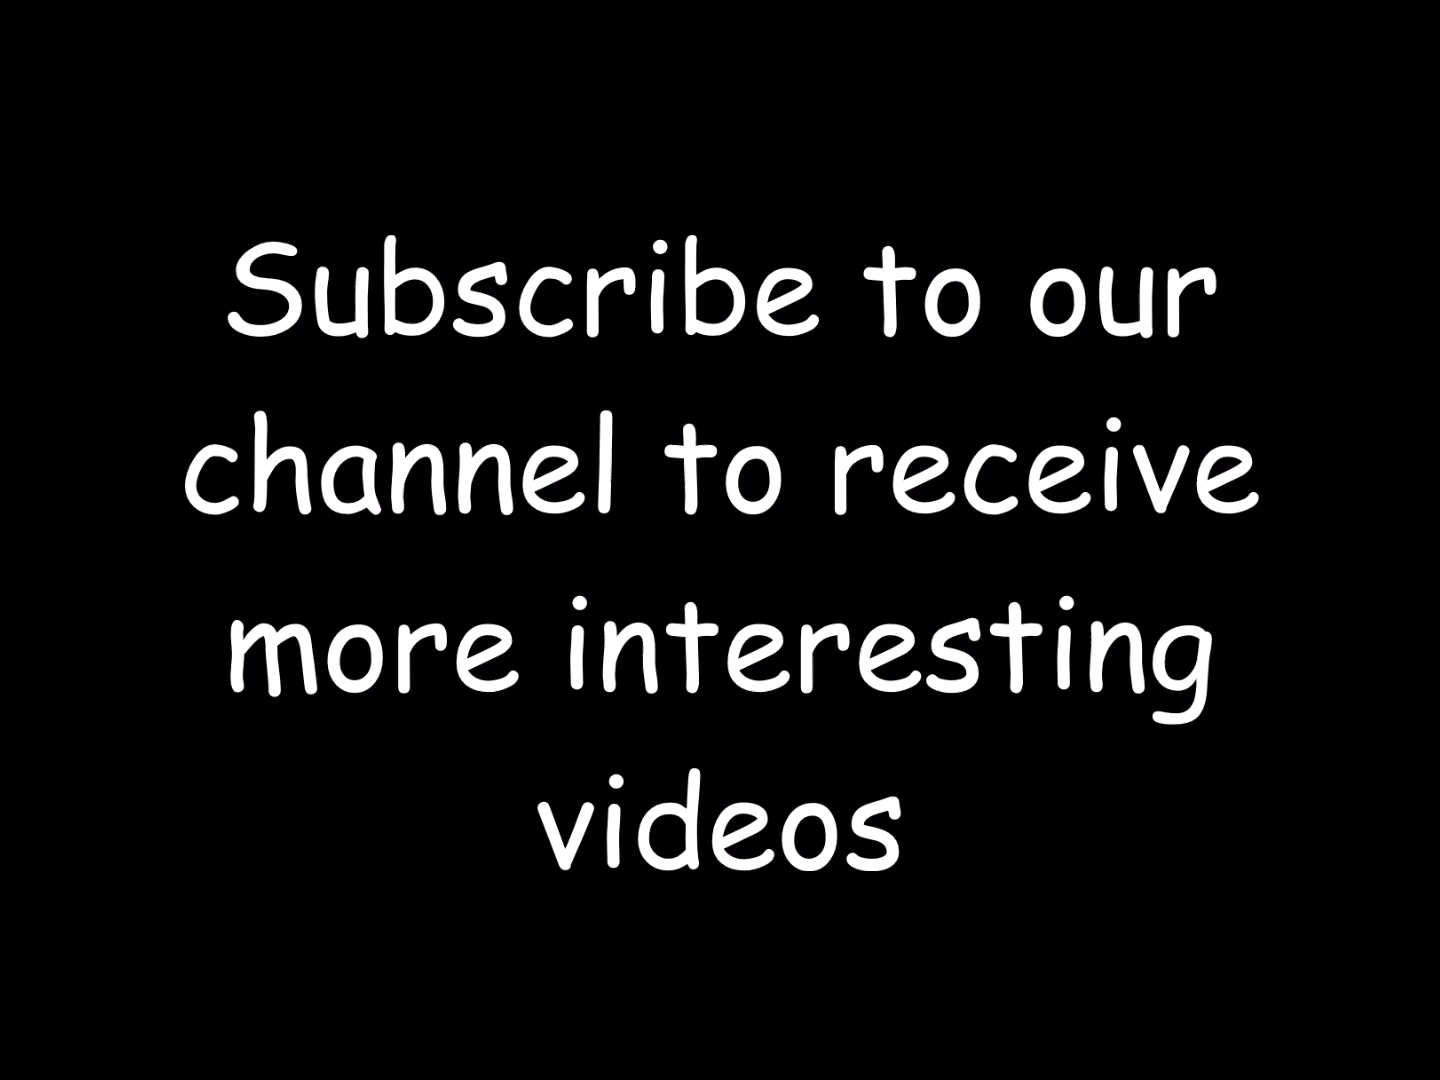 Subscribe to our
channel to receive
more interesting
videos